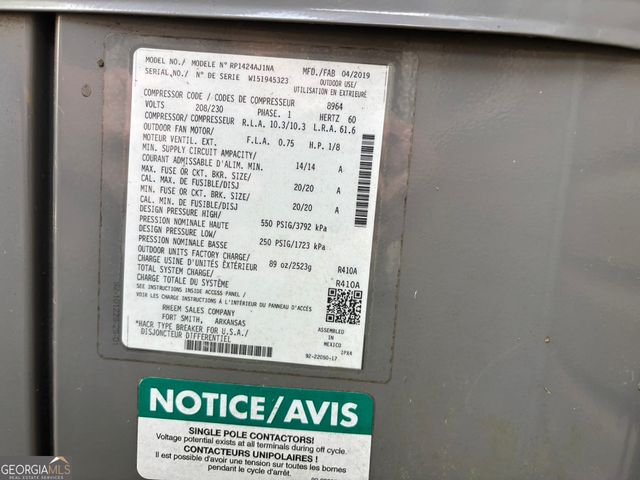 MODEL NO./ MODELE N° RP1424AJ1NA MFD./FAB 04/2019
SERIAL NO./ N° DE SERIE W151945323 OUTDOOR USE/
UTILISATION EN EXTÉRIEUR
COMPRESSOR CODE / CODES DE COMPRESSEUR 8964
VOLTS 208/230 PHASE. 1 HERTZ 60
COMPRESSOR/ COMPRESSEUR R.L.A. 10.3/10.3 L.R.A. 61.6
OUTDOOR FAN MOTOR/
MOTEUR VENTIL. EXT. F.L.A. 0.75 H.P. 1/8
MIN. SUPPLY CIRCUIT AMPACITY/
COURANT ADMISSABLE D'ALIM. MIN. 14/14 A
MAX. FUSE OR CKT. BKR. SIZE/
CAL. MAX. DE FUSIBLE/DISJ 20/20 A
MIN. FUSE OR CKT. BRK. SIZE/
CAL. MIN. DE FUSIBLE/DISJ 20/20 A
DESIGN PRESSURE HIGH/
PRESSION NOMINALE HAUTE 550 PSIG/3792 kPa
DESIGN PRESSURE LOW/
PRESSION NOMINALE BASSE 250 PSIG/1723 kPa
OUTDOOR UNITS FACTORY CHARGE/
CHARGE USINE D'UNITÉS EXTÉRIEUR 89 oz/2523g R410A
TOTAL SYSTEM CHARGE/
CHARGE TOTALE DU SYSTÈME R410A
SEE INSTRUCTIONS INSIDE ACCESS PANEL /
VOIR LES CHARGE INSTRUCTIONS À L'INTÉRIEUR DU PANNEAU D'ACCÈS
RHEEM SALES COMPANY
FORT SMITH, ARKANSAS
ASSEMBLED IN
MEXICO
*HACR TYPE BREAKER FOR U.S.A./
DISJONCTEUR DIFFERENTIEL
IPX4
92-22050-17
NOTICE/AVIS
SINGLE POLE CONTACTORS!
Voltage potential exists at all terminals during off cycle.
CONTACTEURS UNIPOLAIRES !
Il peut y avoir une tension sur toutes les bornes
pendant le cycle d'arrêt.
GEORGIA MLS
REAL ESTATE SERVICES